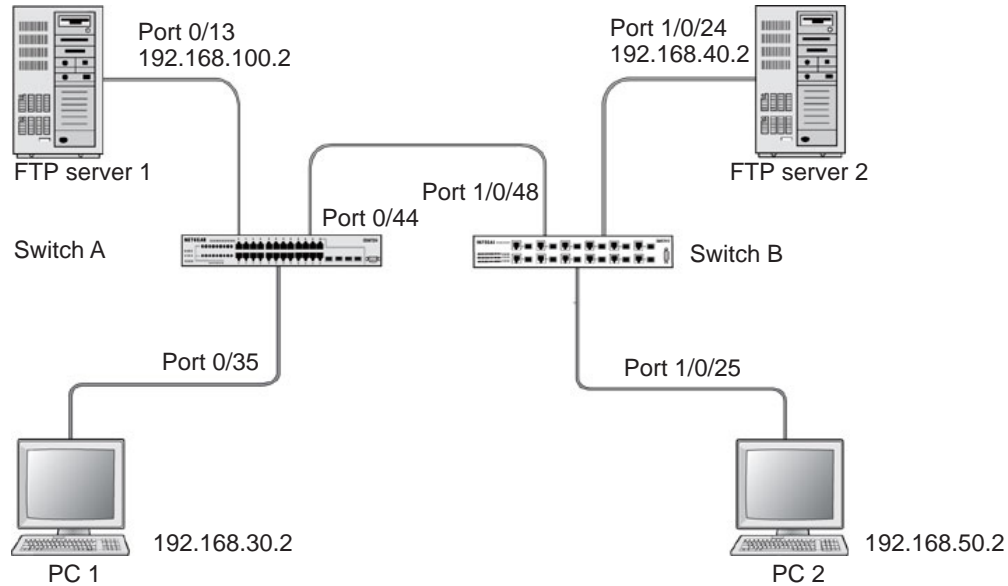 Port 0/13
192.168.100.2
Port 1/0/24
192.168.40.2
FTP server 1
FTP server 2
Port 1/0/48
Port 0/44
Switch A
NETGEAR
NETGEAR
Switch B
Port 0/35
Port 1/0/25
192.168.30.2
192.168.50.2
PC 1
PC 2